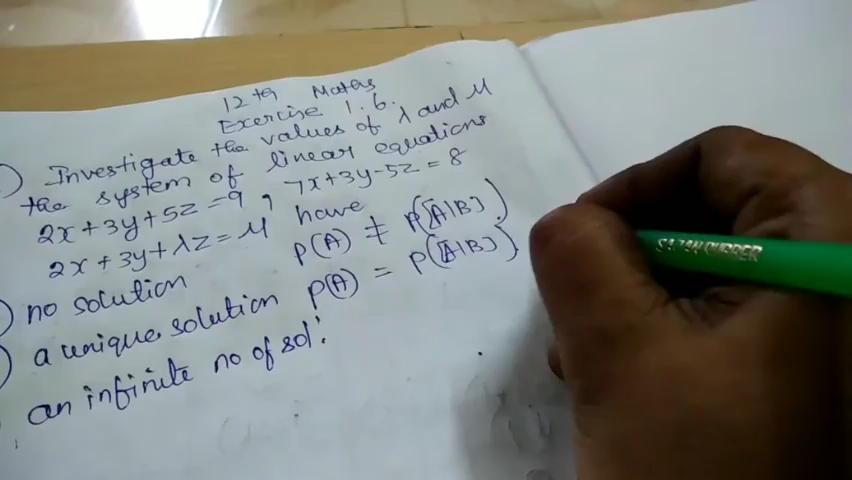 12th Maths
Exercise 1.6.
Investigate the values of λ and μ
the system of linear equations
2x+3y+5z=9, 7x+3y-5z=8
2x+3y+λz=μ have
no solution ρ(A) ≠ ρ([A|B])
a unique solution ρ(A) = ρ([A|B])
an infinite no of sol: